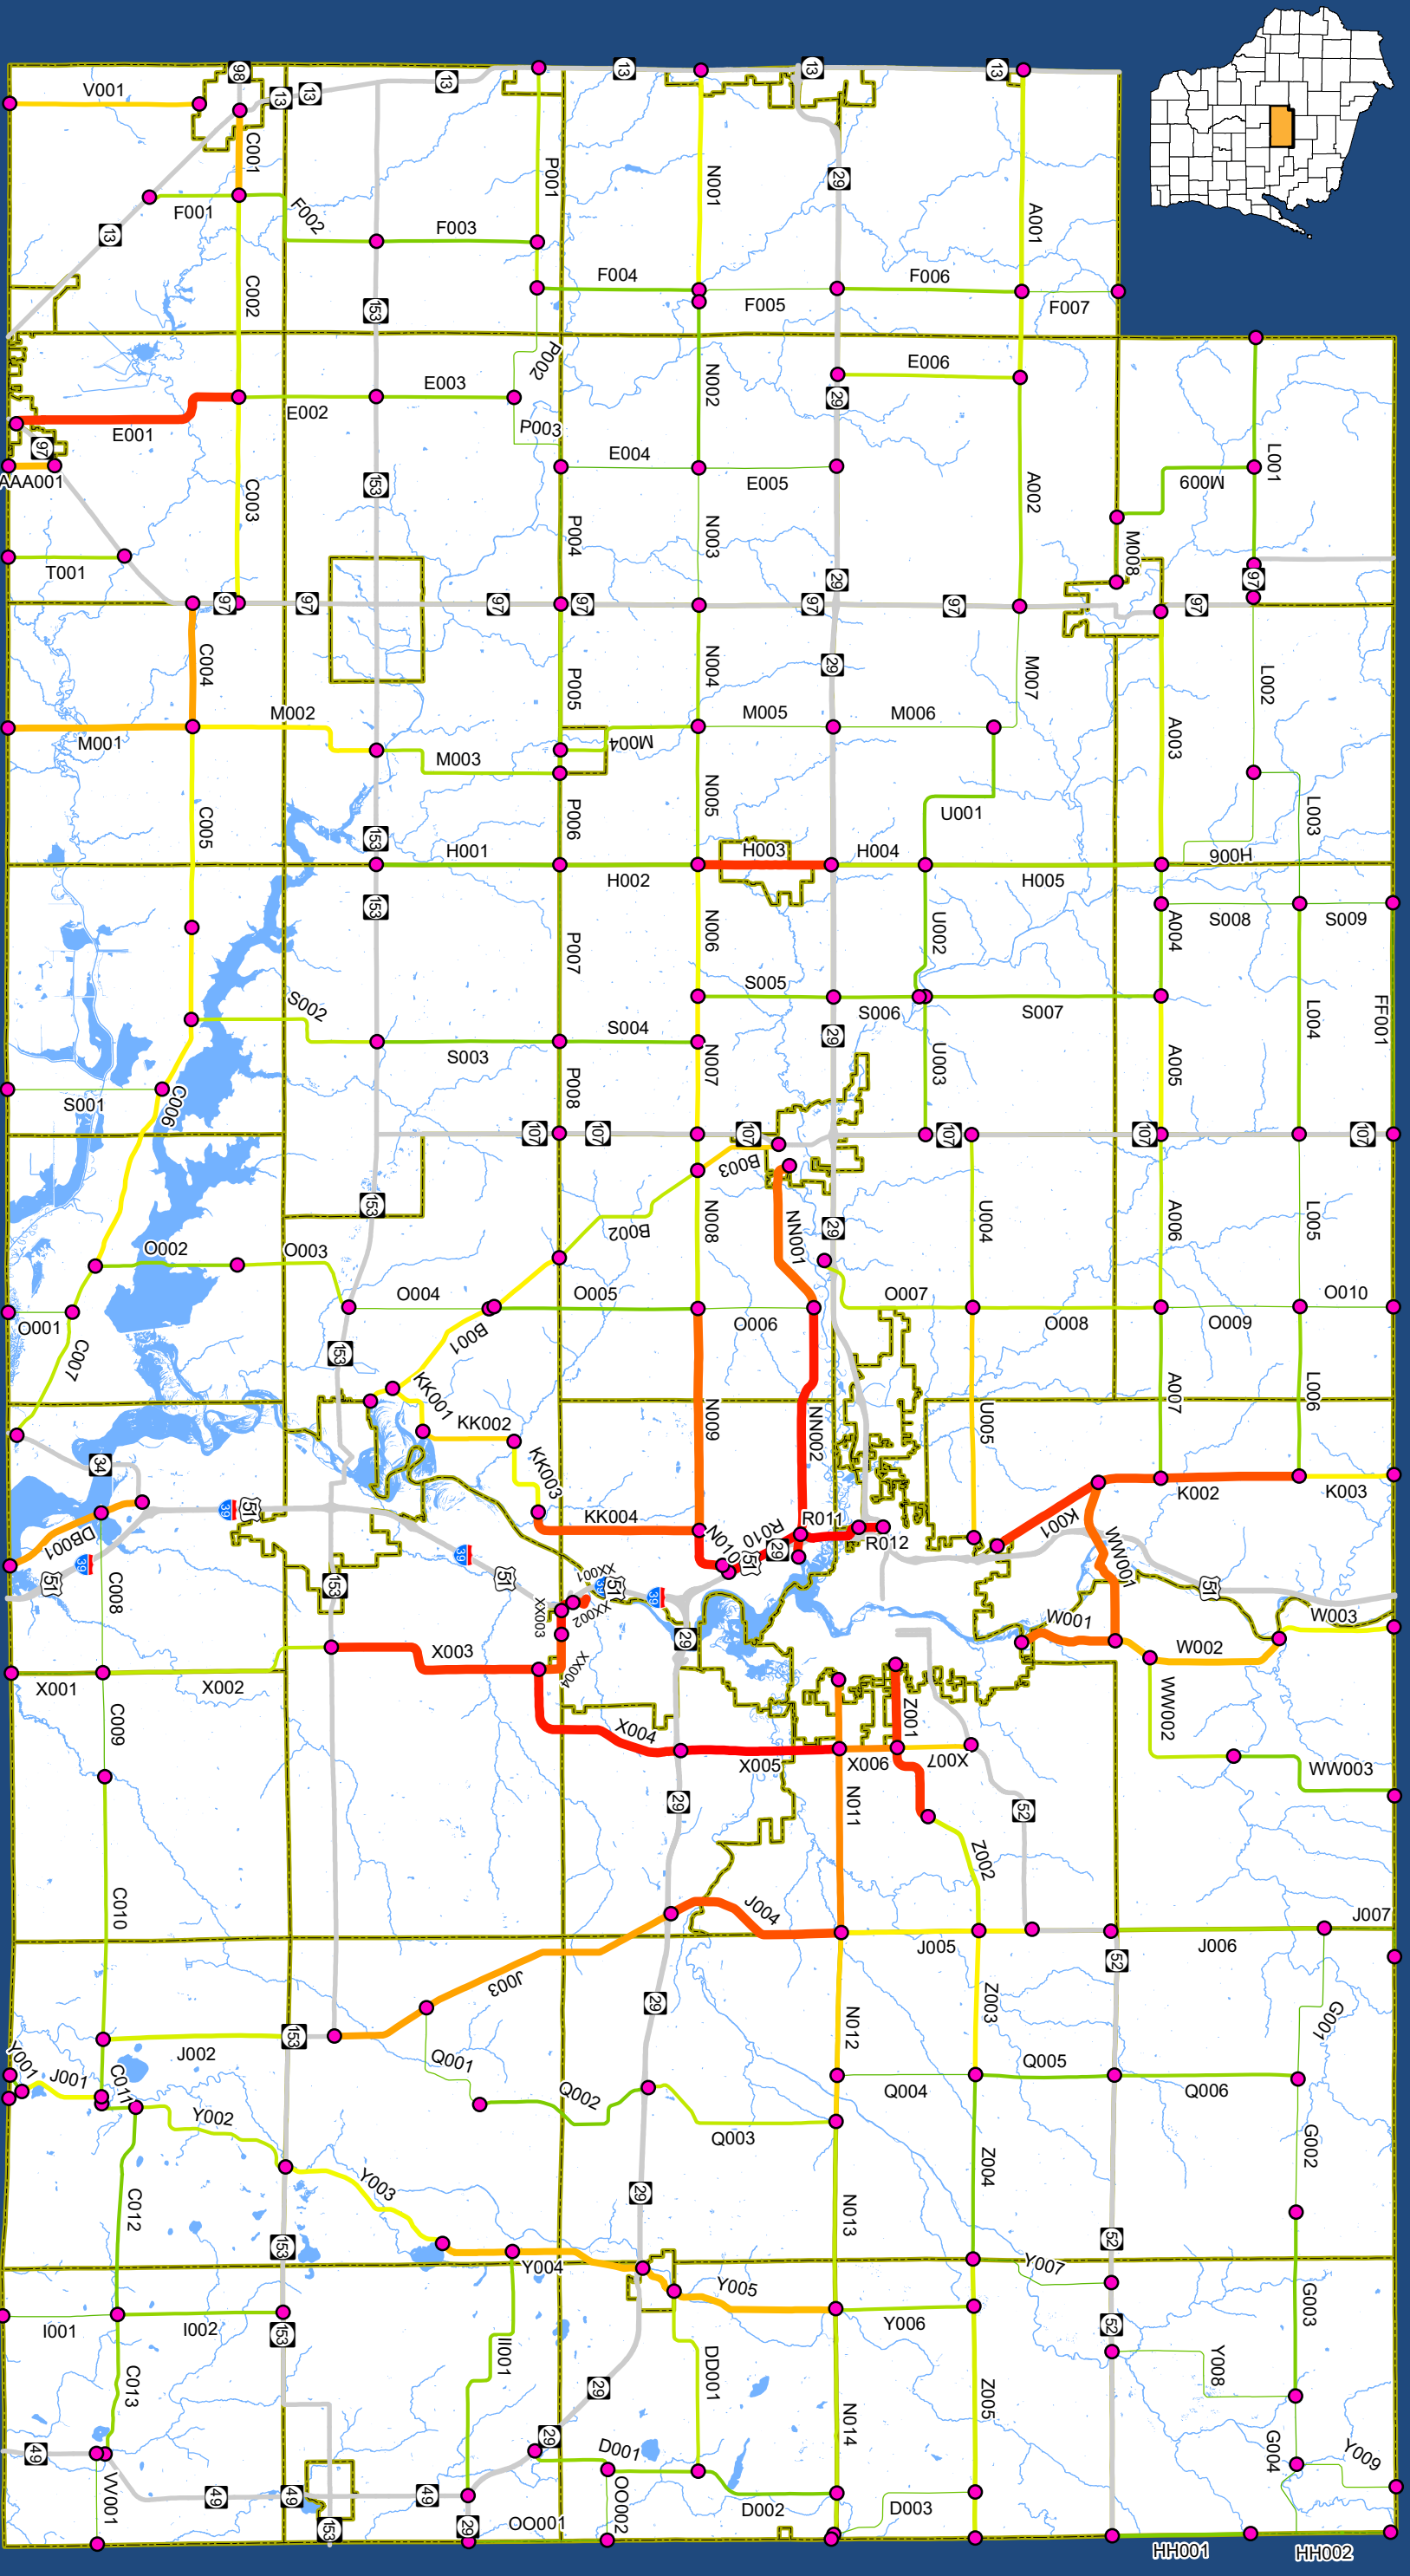 98
13
13
13
13
13
13
V001
C001
P001
N001
29
A001
F001
F002
F003
13
C002
F004
F005
F006
F007
153
P002
E003
E002
N002
E006
29
E001
P003
97
AAA001
C003
153
E004
E005
A002
L001
M009
M008
T001
P004
N003
29
97
97
97
97
97
97
97
97
C004
P005
N004
29
M007
L002
M001
M002
M003
M004
M005
M006
A003
C005
153
P006
N005
U001
L003
H001
H002
H003
H004
H005
H006
153
P007
N006
U002
A004
S008
S009
S002
S005
S006
S007
L004
FF001
S001
C006
S003
S004
N007
29
U003
A005
P008
107
107
107
107
107
107
B003
153
B002
N008
NN001
29
U004
A006
L005
O002
O003
O001
O004
O005
O006
O007
O008
O009
O010
C007
153
B001
KK001
KK002
N009
NN002
U005
A007
L006
34
KK003
KK004
K002
K003
39
51
DB001
39
51
C008
153
39
51
N010
R010
R011
R012
29
51
K001
WW001
XX001
39
51
39
XX002
XX003
XX004
51
W001
W002
W003
X001
X002
X003
29
C009
X004
X005
X006
X007
Z001
WW002
WW003
29
N011
52
Z002
C010
J004
J003
J005
J006
J007
52
153
J002
29
N012
Z003
G001
Y001
J001
C011
Q001
Q002
Q003
Q004
Q005
Q006
Y002
C012
Y003
29
N013
Z004
G002
153
Y004
Y005
Y006
Y007
52
I001
I002
153
52
G003
C013
II001
DD001
29
N014
Z005
Y008
49
VV001
49
49
49
29
D001
D002
D003
G004
Y009
153
29
OO001
OO002
HH001
HH002